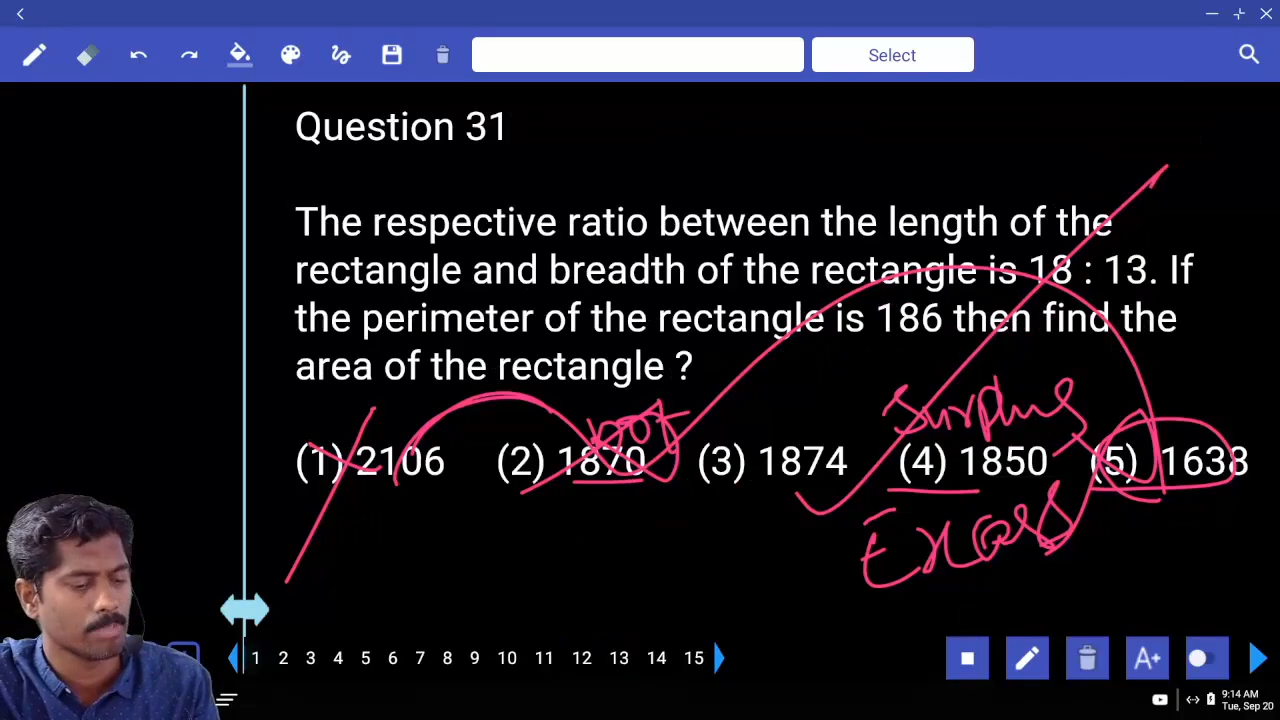 Select
Question 31
The respective ratio between the length of the
rectangle and breadth of the rectangle is 18 : 13. If
the perimeter of the rectangle is 186 then find the
area of the rectangle ?
Surplus
(1) 2106 (2) 1870 (3) 1874 (4) 1850 (5) 1638
Excess
1 2 3 4 5 6 7 8 9 10 11 12 13 14 15
A+
9:14 AM
Tue, Sep 20